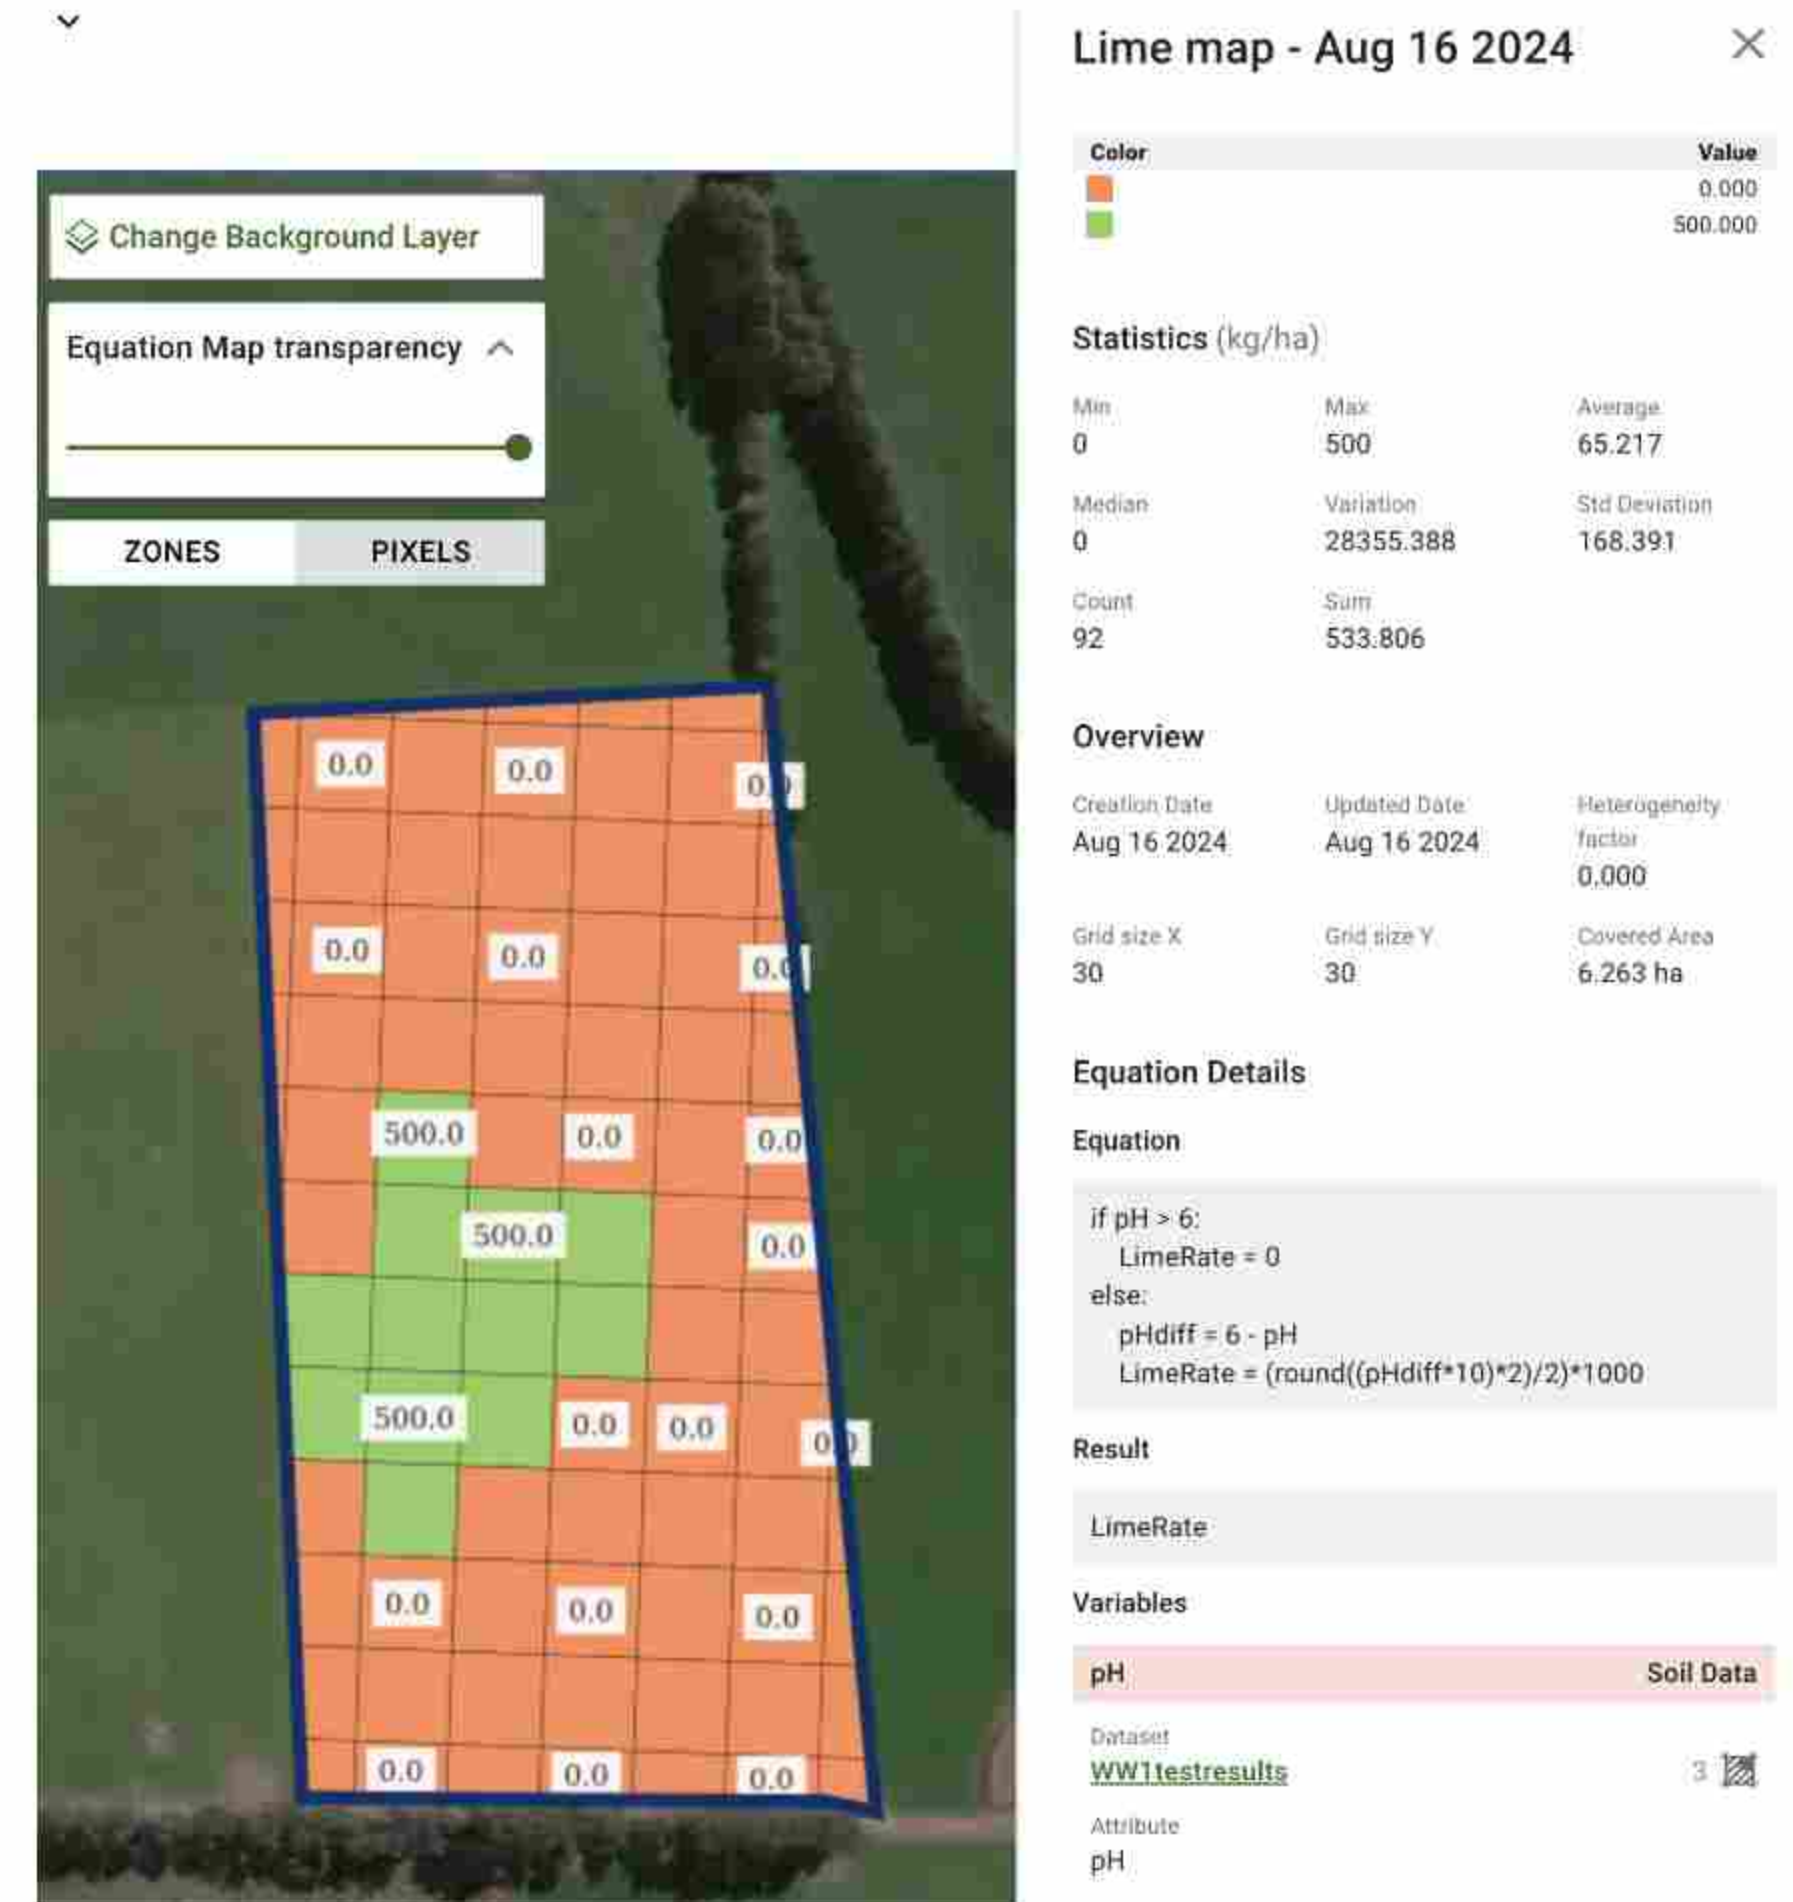 Lime map - Aug 16 2024
Color Value
0.000
500.000
Change Background Layer
Equation Map transparency
ZONES PIXELS
0.0 0.0 0.0
0.0 0.0 0.0
500.0 0.0 0.0
500.0 0.0
500.0 0.0 0.0 0.0
0.0 0.0 0.0
0.0 0.0 0.0
Statistics (kg/ha)
Min Max Average
0 500 65.217
Median Variation Std Deviation
0 28355.388 168.391
Count Sum
92 533.806
Overview
Creation Date Updated Date Heterogeneity factor
Aug 16 2024 Aug 16 2024 0.000
Grid size X Grid size Y Covered Area
30 30 6.263 ha
Equation Details
Equation
if pH > 6:
LimeRate = 0
else:
pHdiff = 6 - pH
LimeRate = (round((pHdiff*10)*2)/2)*1000
Result
LimeRate
Variables
pH Soil Data
Dataset
WW1testresults 3
Attribute
pH